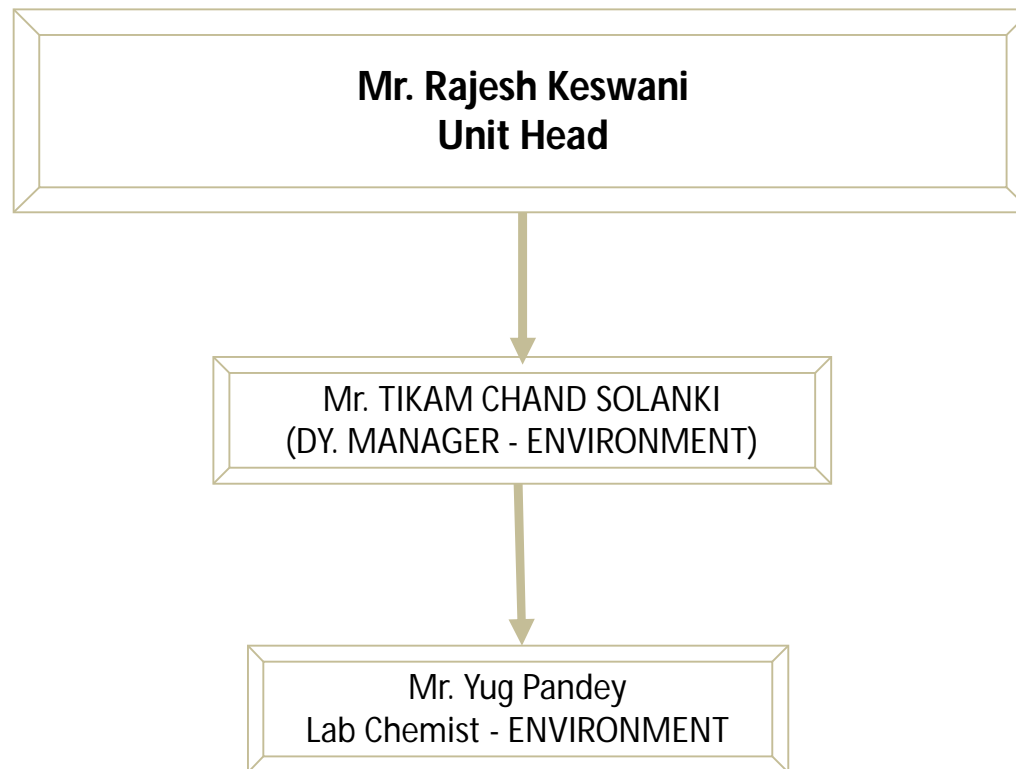 Mr. Rajesh Keswani
Unit Head
Mr. TIKAM CHAND SOLANKI
(DY. MANAGER - ENVIRONMENT)
Mr. Yug Pandey
Lab Chemist - ENVIRONMENT